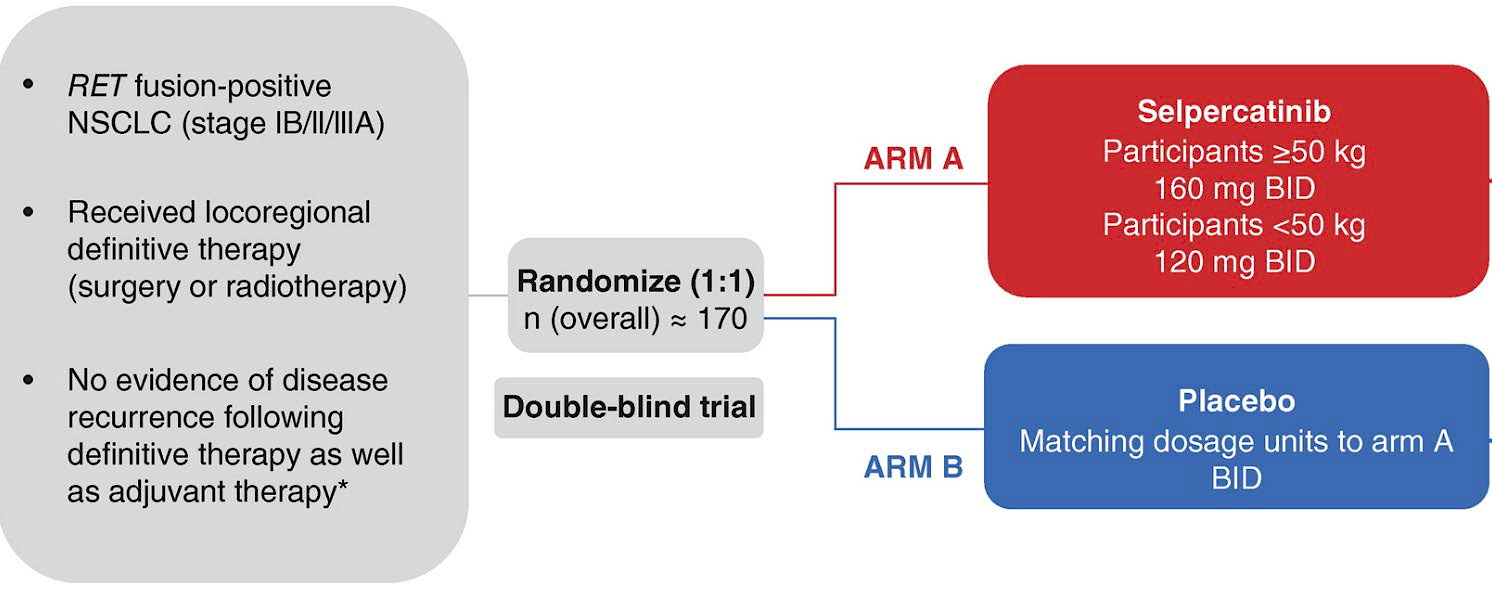 • RET fusion-positive
NSCLC (stage IB/II/IIIA)
• Received locoregional
definitive therapy
(surgery or radiotherapy)
• No evidence of disease
recurrence following
definitive therapy as well
as adjuvant therapy*
Randomize (1:1)
n (overall) ≈ 170
Double-blind trial
ARM A
Selpercatinib
Participants ≥50 kg
160 mg BID
Participants <50 kg
120 mg BID
ARM B
Placebo
Matching dosage units to arm A
BID